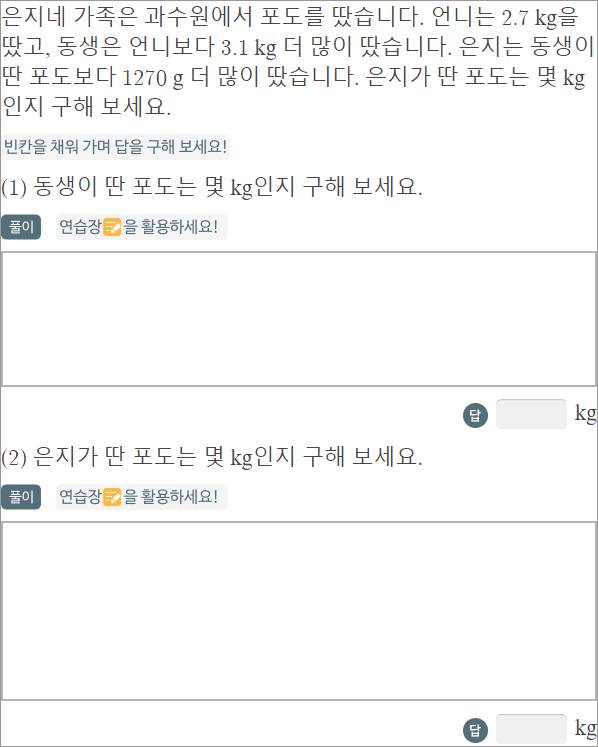 은지네 가족은 과수원에서 포도를 땄습니다. 언니는 2.7 kg을
땄고, 동생은 언니보다 3.1 kg 더 많이 땄습니다. 은지는 동생이
딴 포도보다 1270 g 더 많이 땄습니다. 은지가 딴 포도는 몇 kg
인지 구해 보세요.
빈칸을 채워 가며 답을 구해 보세요!
(1) 동생이 딴 포도는 몇 kg인지 구해 보세요.
풀이 연습장을 활용하세요!
답 kg
(2) 은지가 딴 포도는 몇 kg인지 구해 보세요.
풀이 연습장을 활용하세요!
답 kg